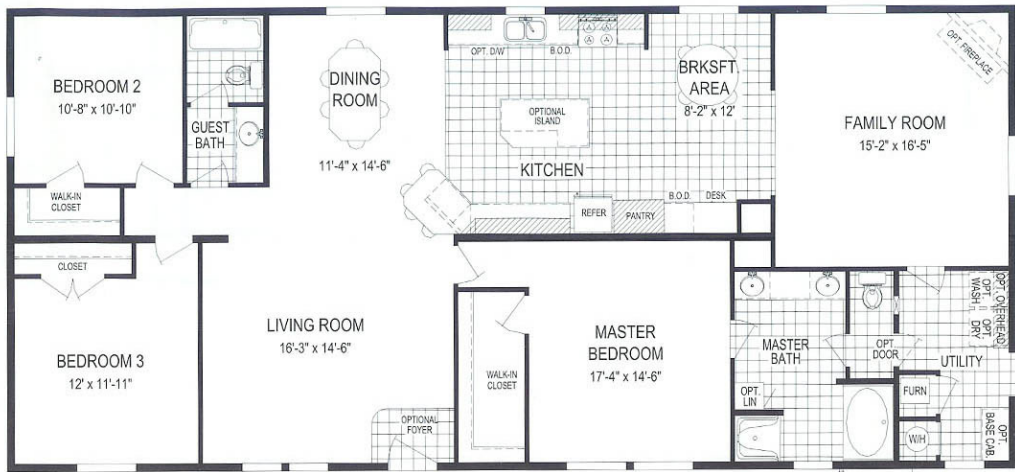 BEDROOM 2
10'-8" x 10'-10"
GUEST
BATH
WALK-IN
CLOSET
DINING
ROOM
11'-4" x 14'-6"
OPT. D/W
B.O.D.
OPTIONAL
ISLAND
KITCHEN
REFER
PANTRY
B.O.D.
DESK
BRKSFT.
AREA
8'-2" x 12'
OPT. FIREPLACE
FAMILY ROOM
15'-2" x 16'-5"
CLOSET
BEDROOM 3
12' x 11'-11"
LIVING ROOM
16'-3" x 14'-6"
OPTIONAL
FOYER
WALK-IN
CLOSET
MASTER
BEDROOM
17'-4" x 14'-6"
MASTER
BATH
OPT.
LIN
OPT.
DOOR
OPT. OVERHEAD
OPT. OPT.
WASH DRY
UTILITY
FURN
W/H
OPT.
BASE CAB.